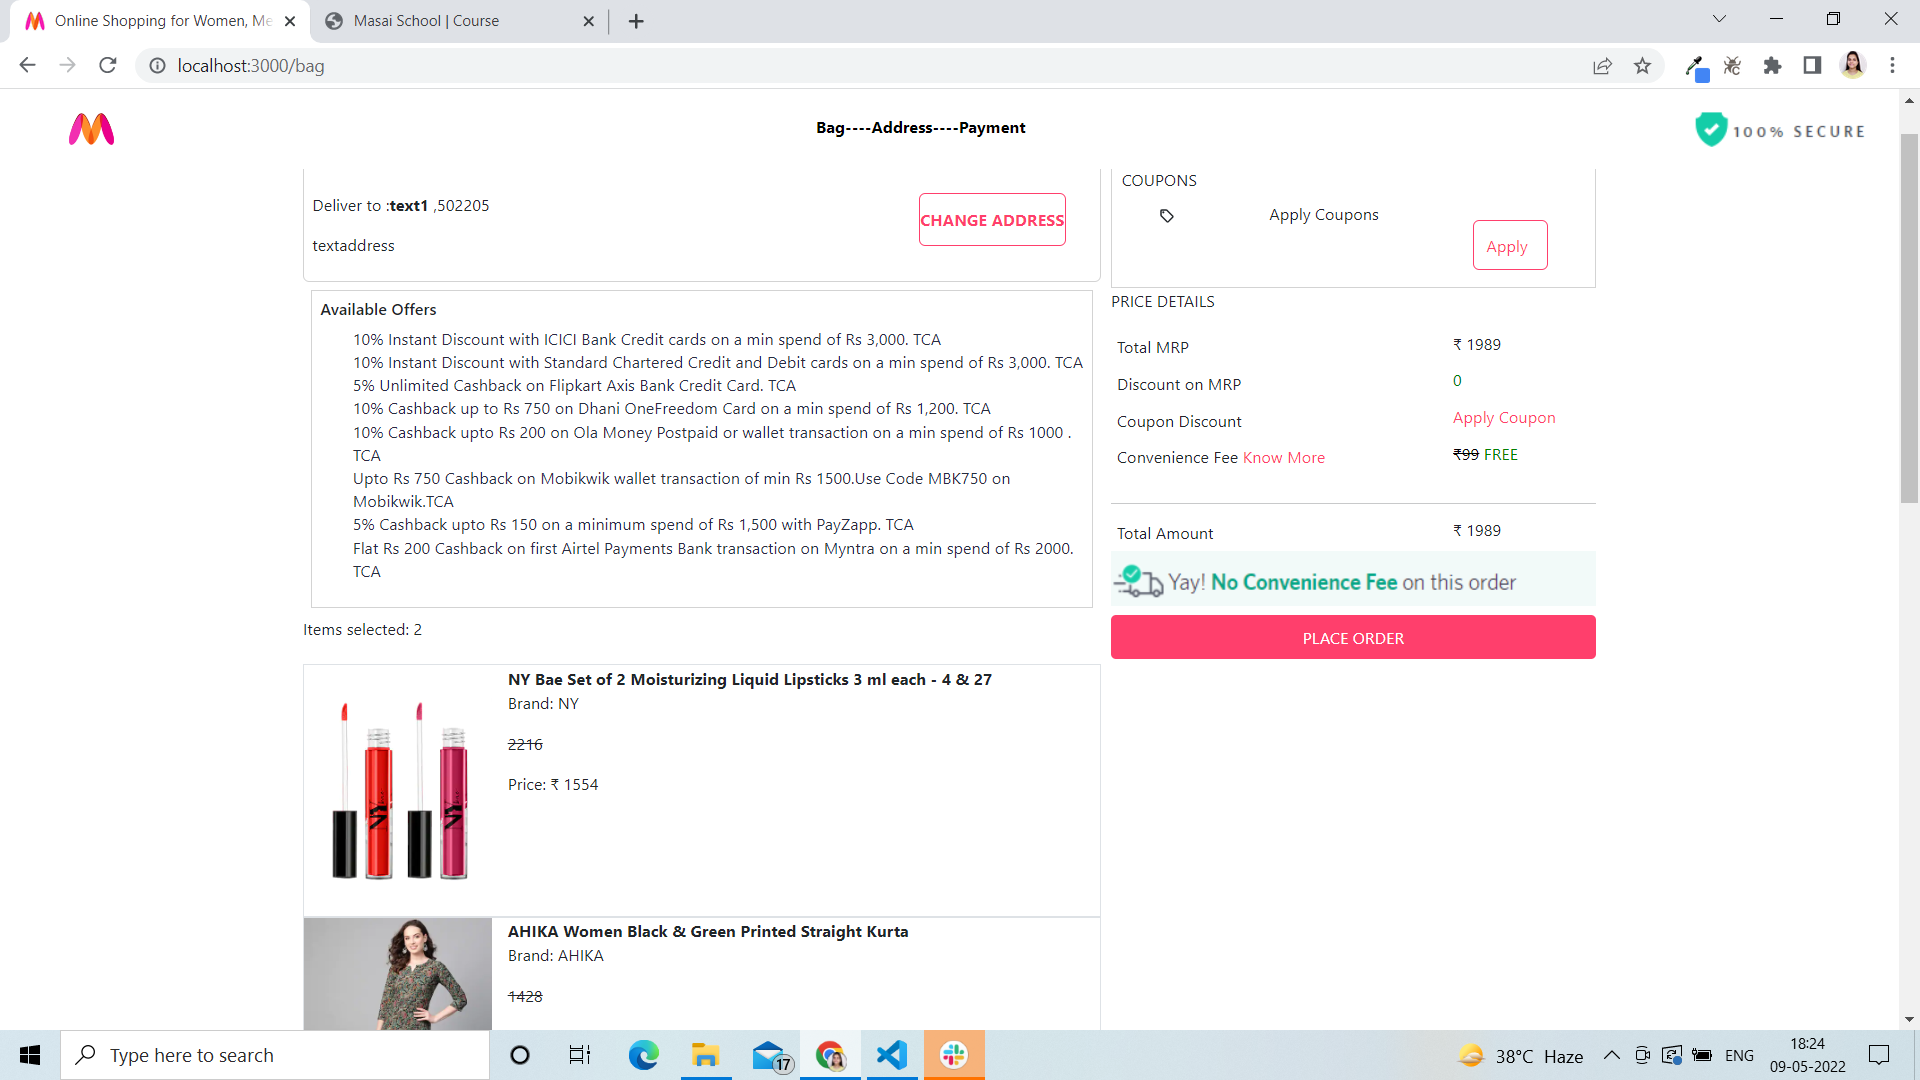 Online Shopping for Women, Me
Masai School | Course
localhost:3000/bag
Bag----Address----Payment
100% SECURE
Deliver to :text1 ,502205
CHANGE ADDRESS
textaddress
Available Offers
10% Instant Discount with ICICI Bank Credit cards on a min spend of Rs 3,000. TCA
10% Instant Discount with Standard Chartered Credit and Debit cards on a min spend of Rs 3,000. TCA
5% Unlimited Cashback on Flipkart Axis Bank Credit Card. TCA
10% Cashback up to Rs 750 on Dhani OneFreedom Card on a min spend of Rs 1,200. TCA
10% Cashback upto Rs 200 on Ola Money Postpaid or wallet transaction on a min spend of Rs 1000 .
TCA
Upto Rs 750 Cashback on Mobikwik wallet transaction of min Rs 1500.Use Code MBK750 on
Mobikwik.TCA
5% Cashback upto Rs 150 on a minimum spend of Rs 1,500 with PayZapp. TCA
Flat Rs 200 Cashback on first Airtel Payments Bank transaction on Myntra on a min spend of Rs 2000.
TCA
Items selected: 2
NY Bae Set of 2 Moisturizing Liquid Lipsticks 3 ml each - 4 & 27
Brand: NY
2216
Price: ₹ 1554
NY
NY
AHIKA Women Black & Green Printed Straight Kurta
Brand: AHIKA
1428
COUPONS
Apply Coupons
Apply
PRICE DETAILS
Total MRP ₹ 1989
Discount on MRP 0
Coupon Discount Apply Coupon
Convenience Fee Know More ₹99 FREE
Total Amount ₹ 1989
Yay! No Convenience Fee on this order
PLACE ORDER
Type here to search
17
38°C Haze
ENG
18:24
09-05-2022